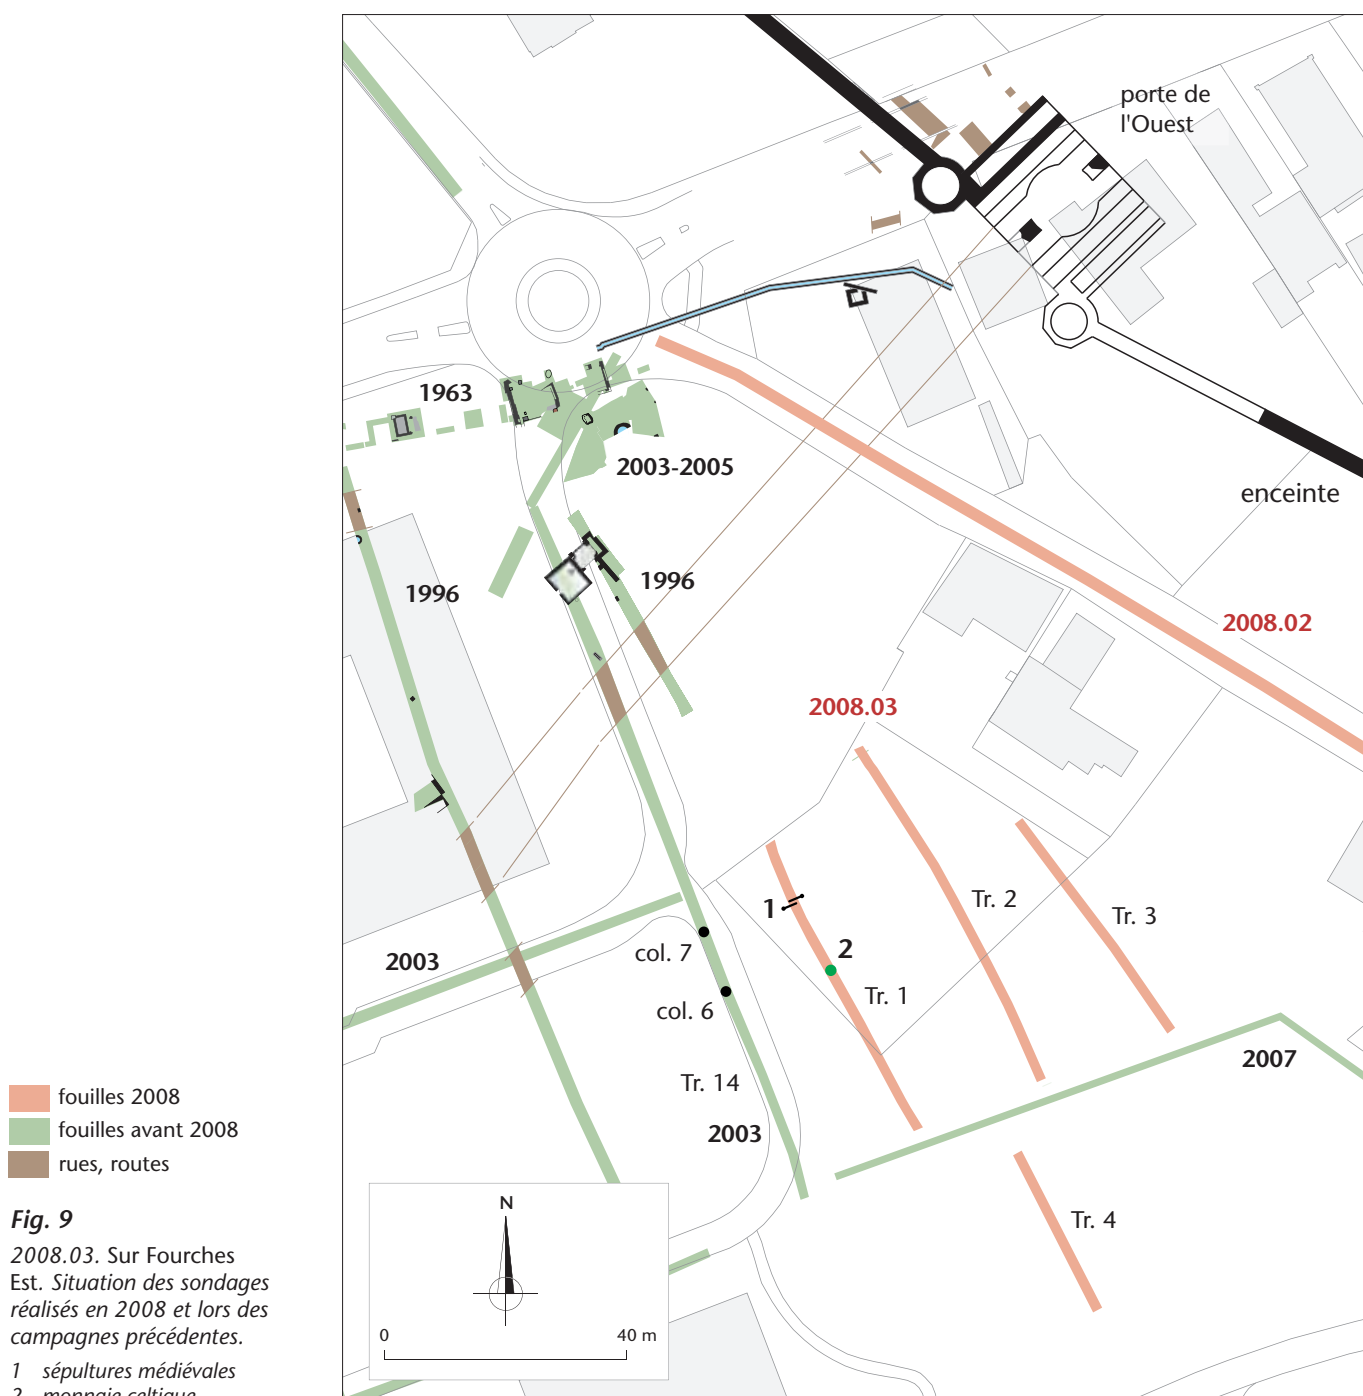 porte de
l'Ouest
1963
2003-2005
enceinte
1996
1996
2008.02
2008.03
Tr. 2
Tr. 3
1
2
col. 7
2003
Tr. 1
col. 6
2007
Tr. 14
2003
Tr. 4
N
0
40 m
fouilles 2008
fouilles avant 2008
rues, routes
Fig. 9
2008.03. Sur Fourches
Est. Situation des sondages
réalisés en 2008 et lors des
campagnes précédentes.
1 sépultures médiévales
2 monnaie celtique